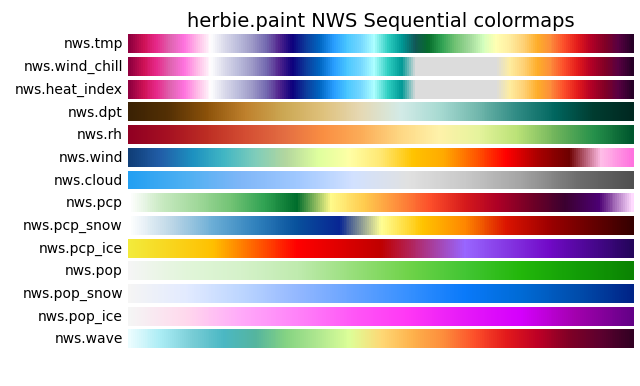 herbie.paint NWS Sequential colormaps
nws.tmp
nws.wind_chill
nws.heat_index
nws.dpt
nws.rh
nws.wind
nws.cloud
nws.pcp
nws.pcp_snow
nws.pcp_ice
nws.pop
nws.pop_snow
nws.pop_ice
nws.wave